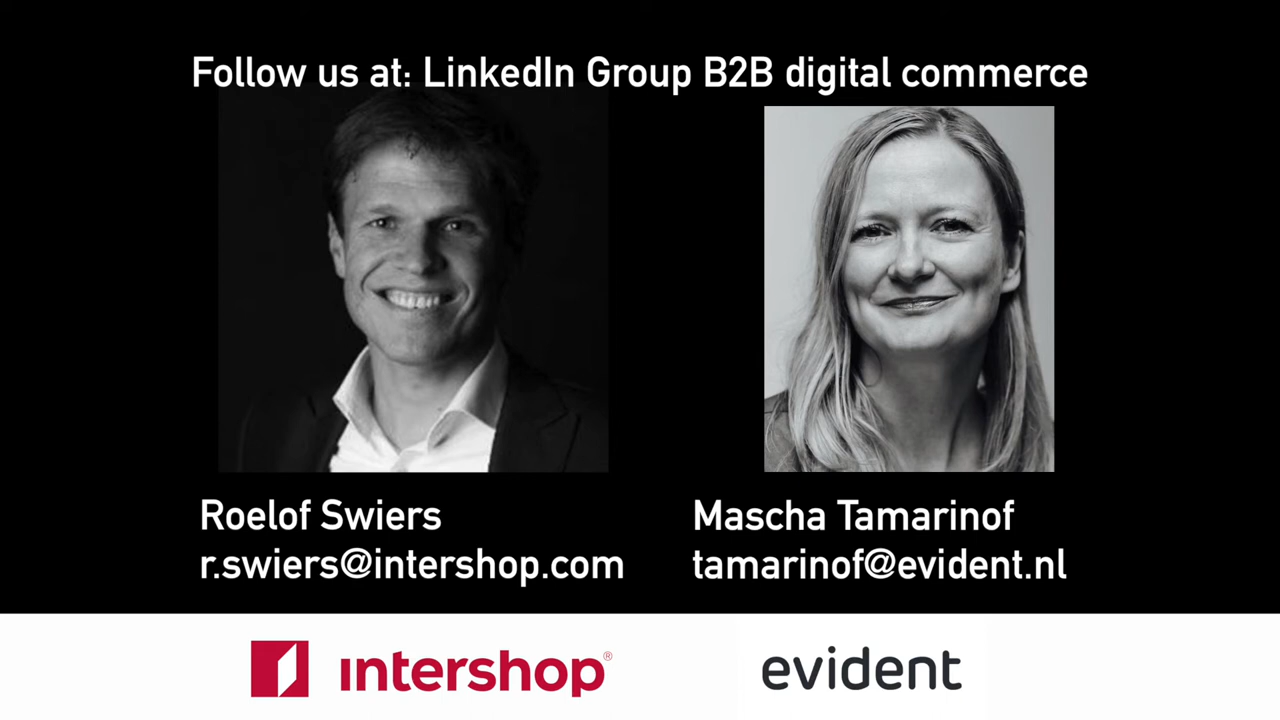 Follow us at: LinkedIn Group B2B digital commerce
Roelof Swiers
r.swiers@intershop.com
Mascha Tamarinof
tamarinof@evident.nl
intershop®
evident